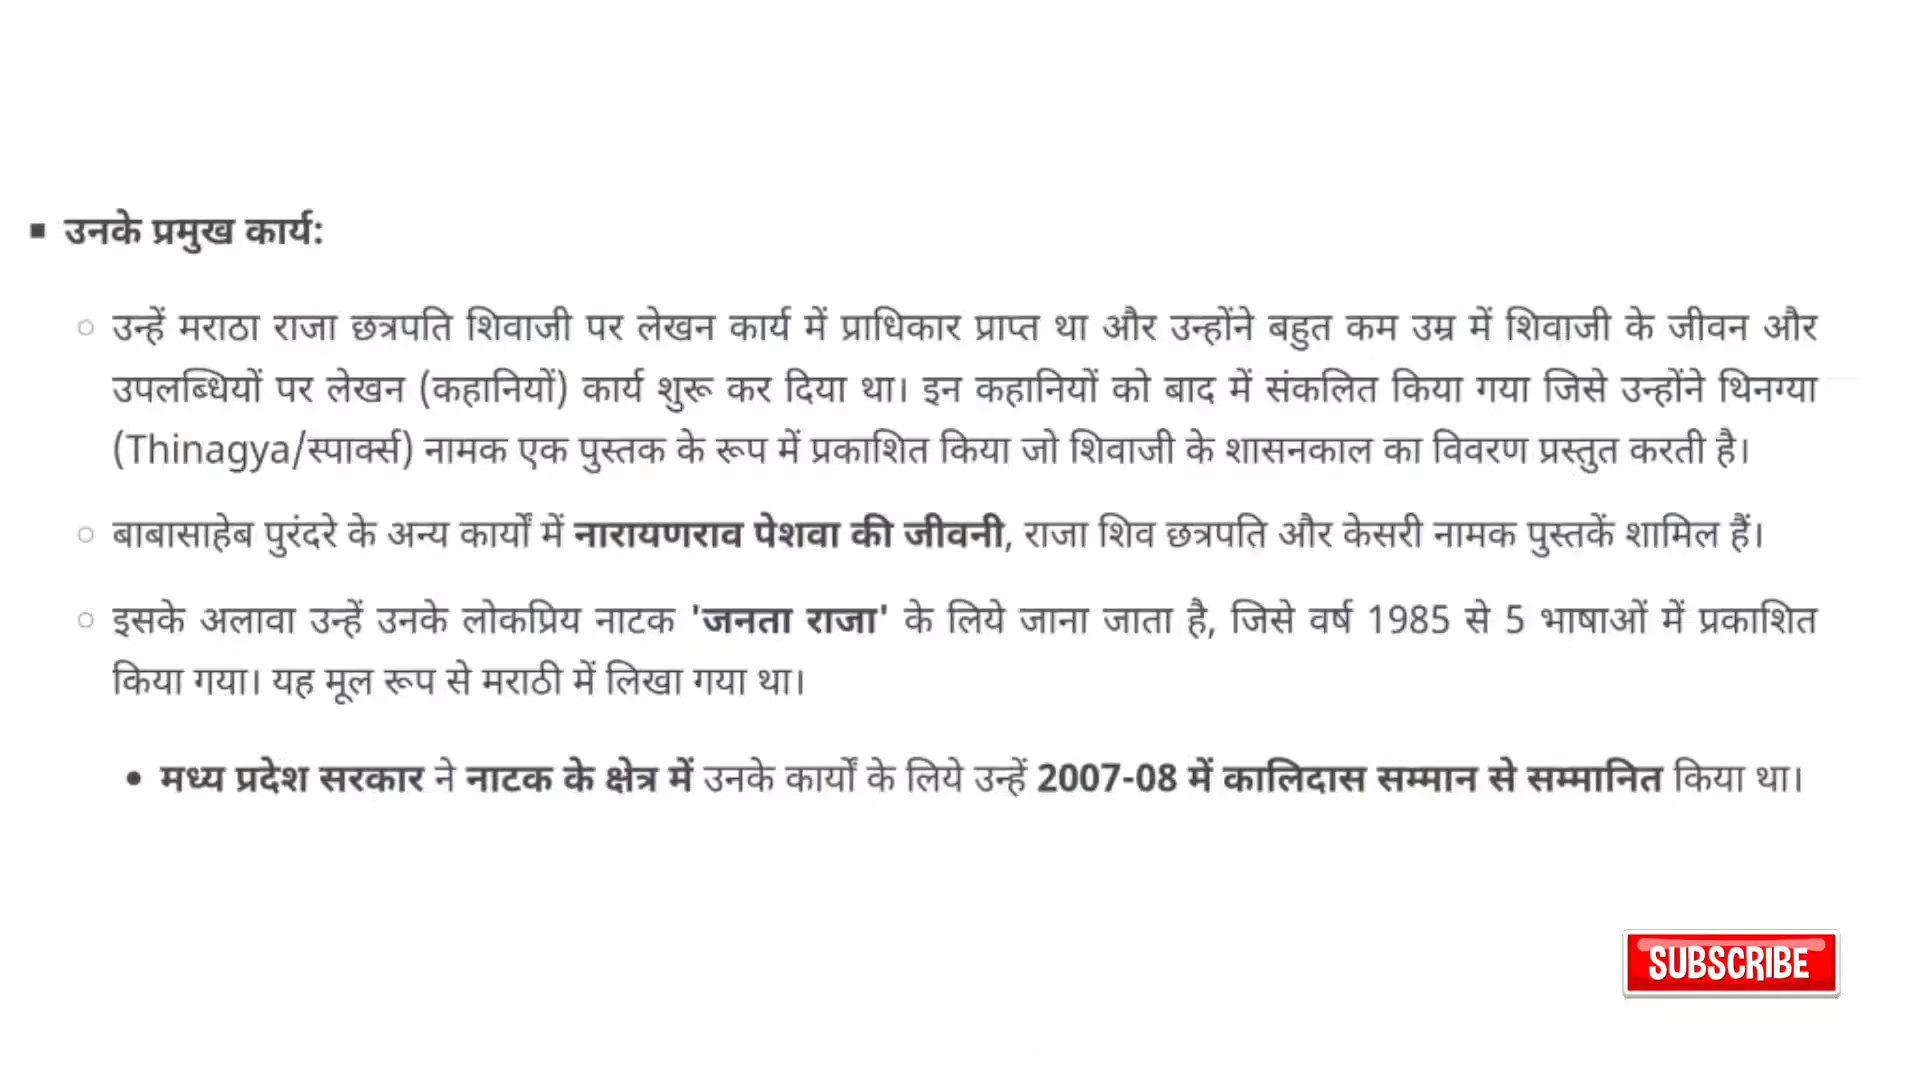 ▪ उनके प्रमुख कार्य:
○ उन्हें मराठा राजा छत्रपति शिवाजी पर लेखन कार्य में प्राधिकार प्राप्त था और उन्होंने बहुत कम उम्र में शिवाजी के जीवन और
उपलब्धियों पर लेखन (कहानियों) कार्य शुरू कर दिया था। इन कहानियों को बाद में संकलित किया गया जिसे उन्होंने थिनग्या
(Thinagya/स्पार्क्स) नामक एक पुस्तक के रूप में प्रकाशित किया जो शिवाजी के शासनकाल का विवरण प्रस्तुत करती है।
○ बाबासाहेब पुरंदरे के अन्य कार्यों में नारायणराव पेशवा की जीवनी, राजा शिव छत्रपति और केसरी नामक पुस्तकें शामिल हैं।
○ इसके अलावा उन्हें उनके लोकप्रिय नाटक 'जनता राजा' के लिये जाना जाता है, जिसे वर्ष 1985 से 5 भाषाओं में प्रकाशित
किया गया। यह मूल रूप से मराठी में लिखा गया था।
• मध्य प्रदेश सरकार ने नाटक के क्षेत्र में उनके कार्यों के लिये उन्हें 2007-08 में कालिदास सम्मान से सम्मानित किया था।
SUBSCRIBE